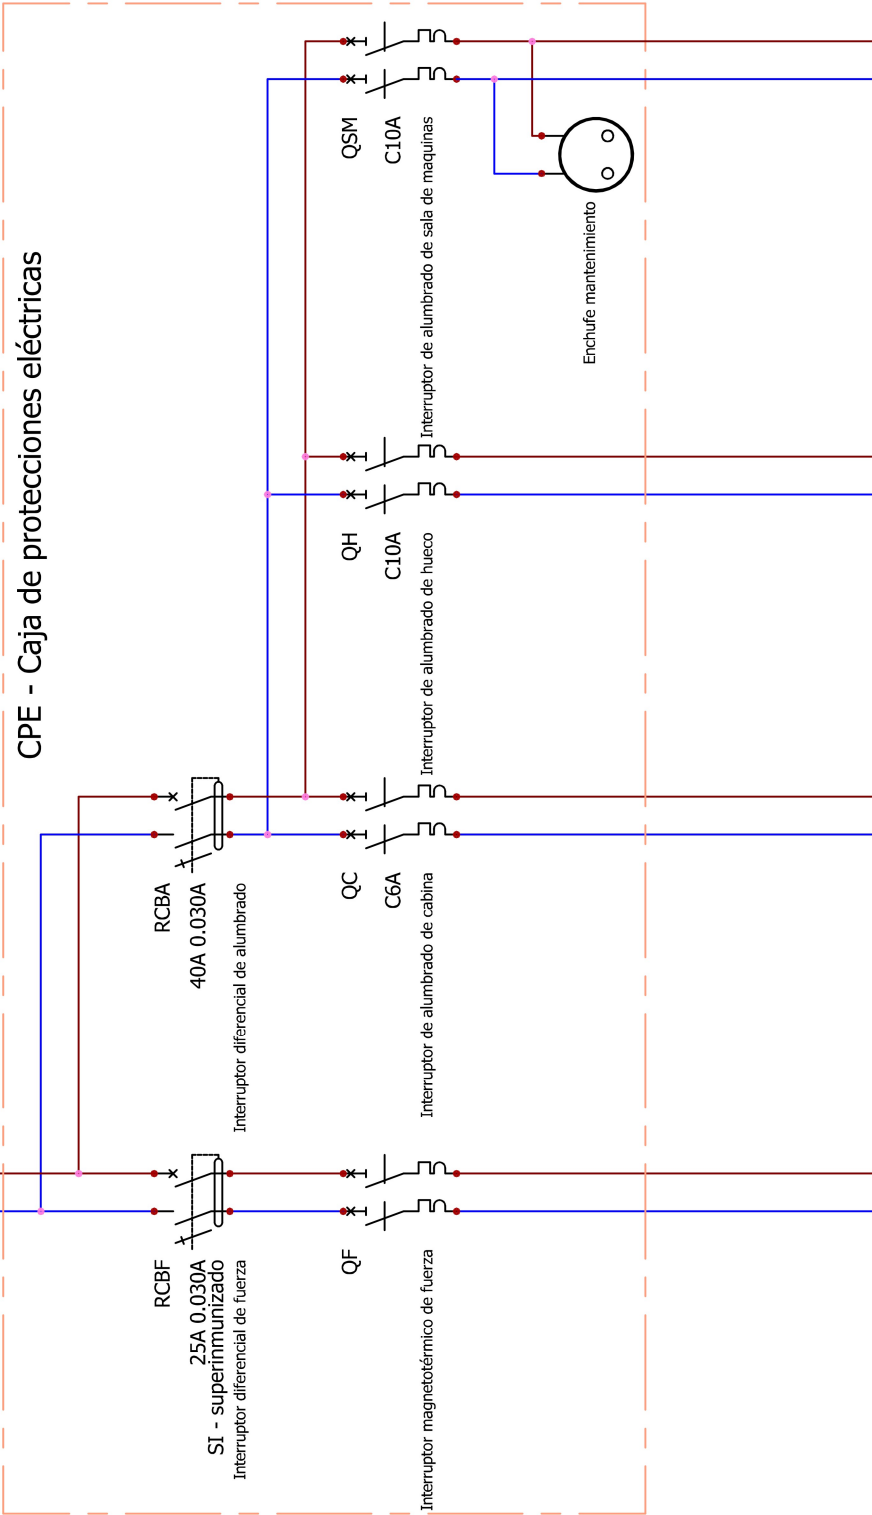 CPE - Caja de protecciones eléctricas
RCBF
25A 0.030A
SI - superinmunizado
Interruptor diferencial de fuerza
QF
Interruptor magnetotérmico de fuerza
RCBA
40A 0.030A
Interruptor diferencial de alumbrado
QC
C6A
Interruptor de alumbrado de cabina
QH
C10A
Interruptor de alumbrado de hueco
QSM
C10A
Interruptor de alumbrado de sala de maquinas
Enchufe mantenimiento